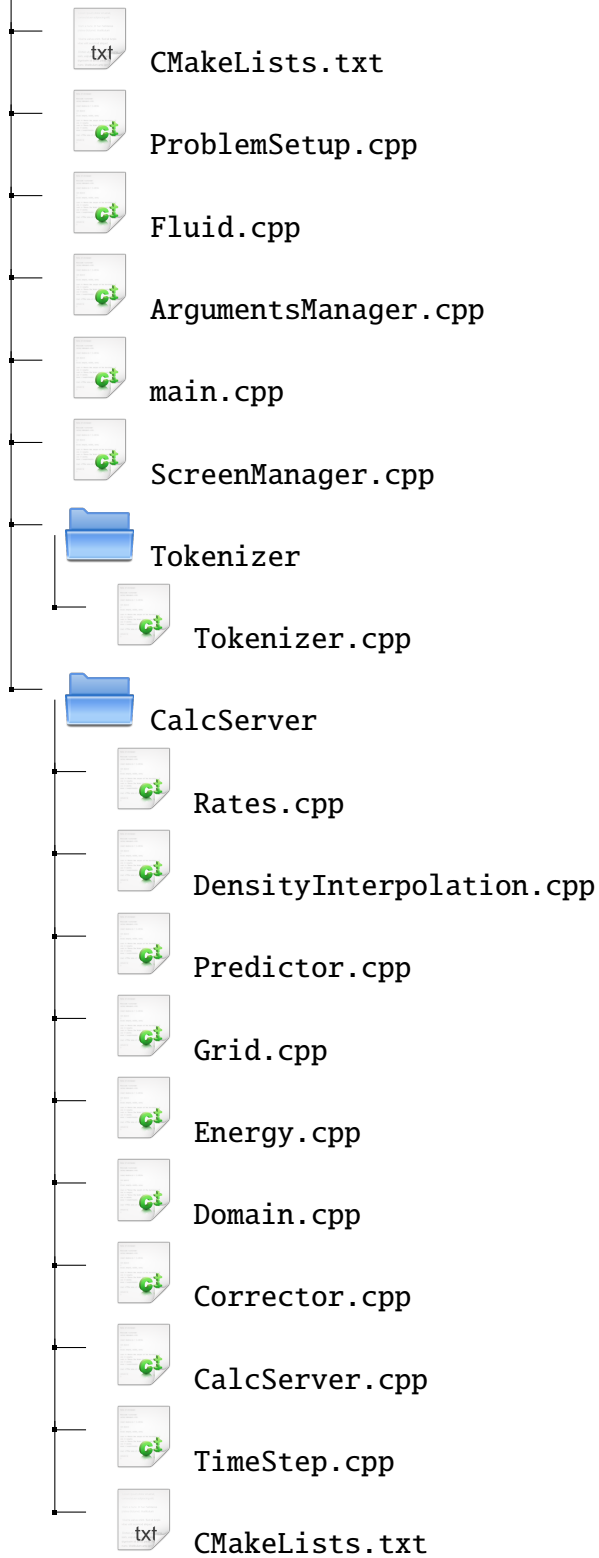 txt
CMakeLists.txt
ProblemSetup.cpp
Fluid.cpp
ArgumentsManager.cpp
main.cpp
ScreenManager.cpp
Tokenizer
Tokenizer.cpp
CalcServer
Rates.cpp
DensityInterpolation.cpp
Predictor.cpp
Grid.cpp
Energy.cpp
Domain.cpp
Corrector.cpp
CalcServer.cpp
TimeStep.cpp
txt
CMakeLists.txt